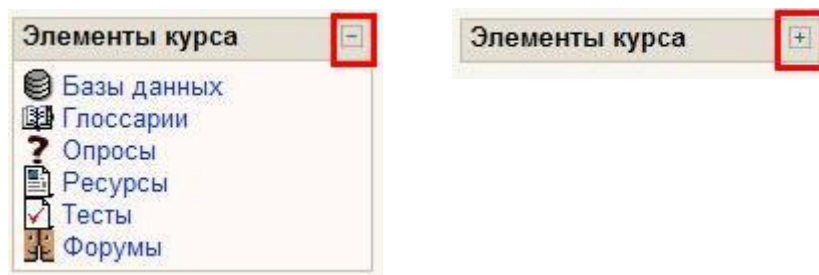 Элементы курса
Базы данных
Глоссарии
Опросы
Ресурсы
Тесты
Форумы
Элементы курса